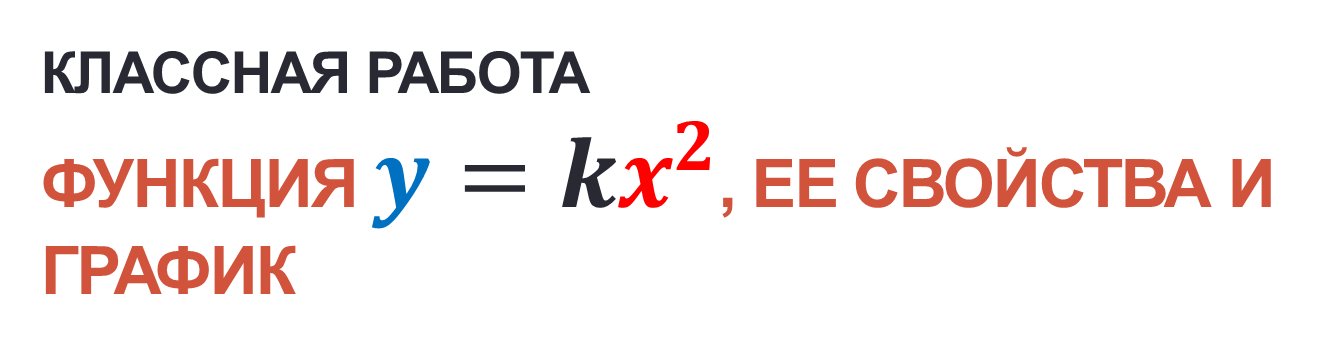 КЛАССНАЯ РАБОТА
ФУНКЦИЯ y = kx², ЕЕ СВОЙСТВА И
ГРАФИК